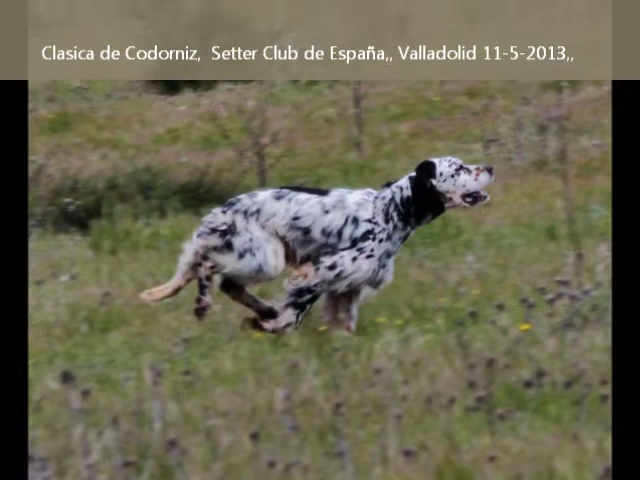 Clasica de Codorniz,  Setter Club de España,, Valladolid 11-5-2013,,